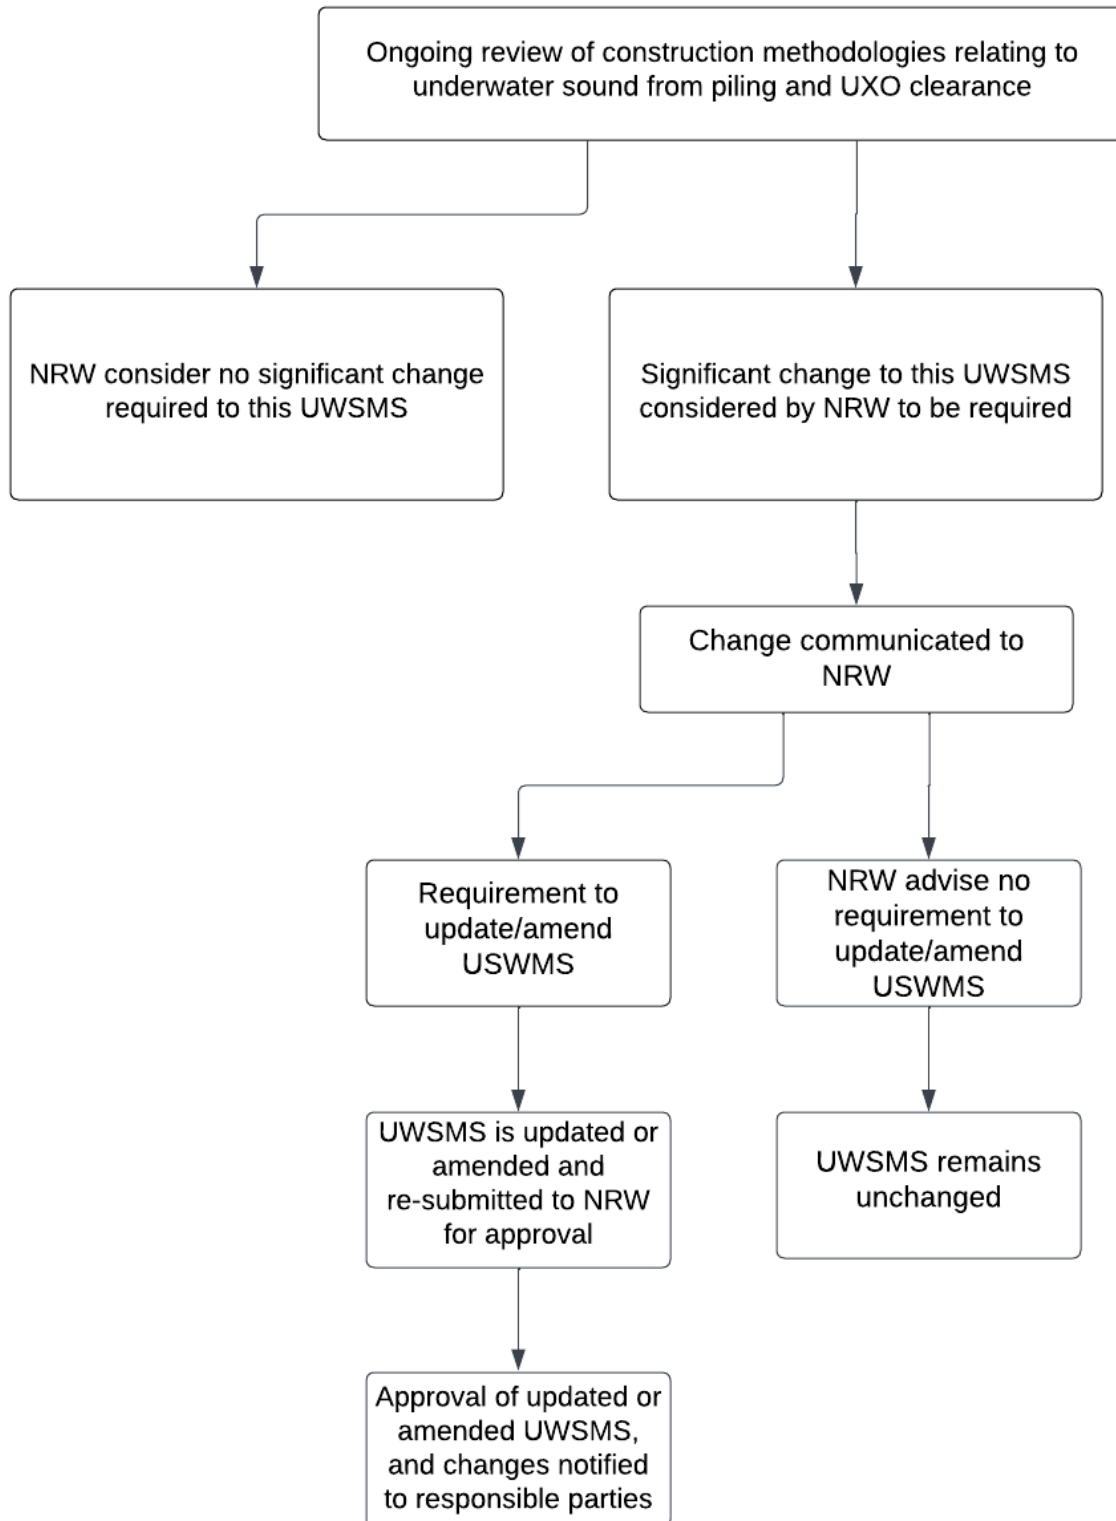 Ongoing review of construction methodologies relating to
underwater sound from piling and UXO clearance
NRW consider no significant change
required to this UWSMS
Significant change to this UWSMS
considered by NRW to be required
Change communicated to
NRW
Requirement to
update/amend
USWMS
NRW advise no
requirement to
update/amend
USWMS
UWSMS is updated or
amended and
re-submitted to NRW
for approval
UWSMS remains
unchanged
Approval of updated or
amended UWSMS,
and changes notified
to responsible parties